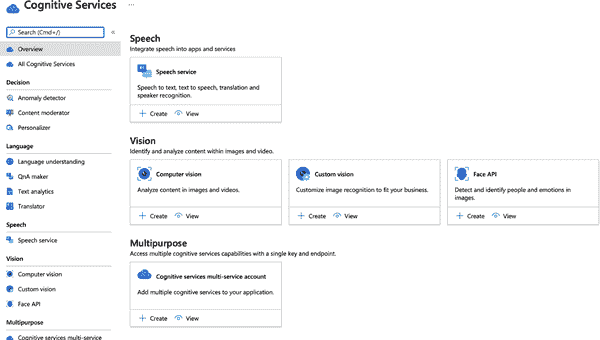 Cognitive Services ...
Search (Cmd+/) «
Overview
All Cognitive Services
Decision
Anomaly detector
Content moderator
Personalizer
Language
Language understanding
QnA maker
Text analytics
Translator
Speech
Speech service
Vision
Computer vision
Custom vision
Face API
Multipurpose
Cognitive services multi-service
Speech
Integrate speech into apps and services
Speech service
Speech to text, text to speech, translation and
speaker recognition.
+ Create View
Vision
Identify and analyze content within images and video.
Computer vision
Analyze content in images and videos.
+ Create View
Custom vision
Customize image recognition to fit your business.
+ Create View
Face API
Detect and identify people and emotions in
images.
+ Create View
Multipurpose
Access multiple cognitive services capabilities with a single key and endpoint.
Cognitive services multi-service account
Add multiple cognitive services to your application.
+ Create View